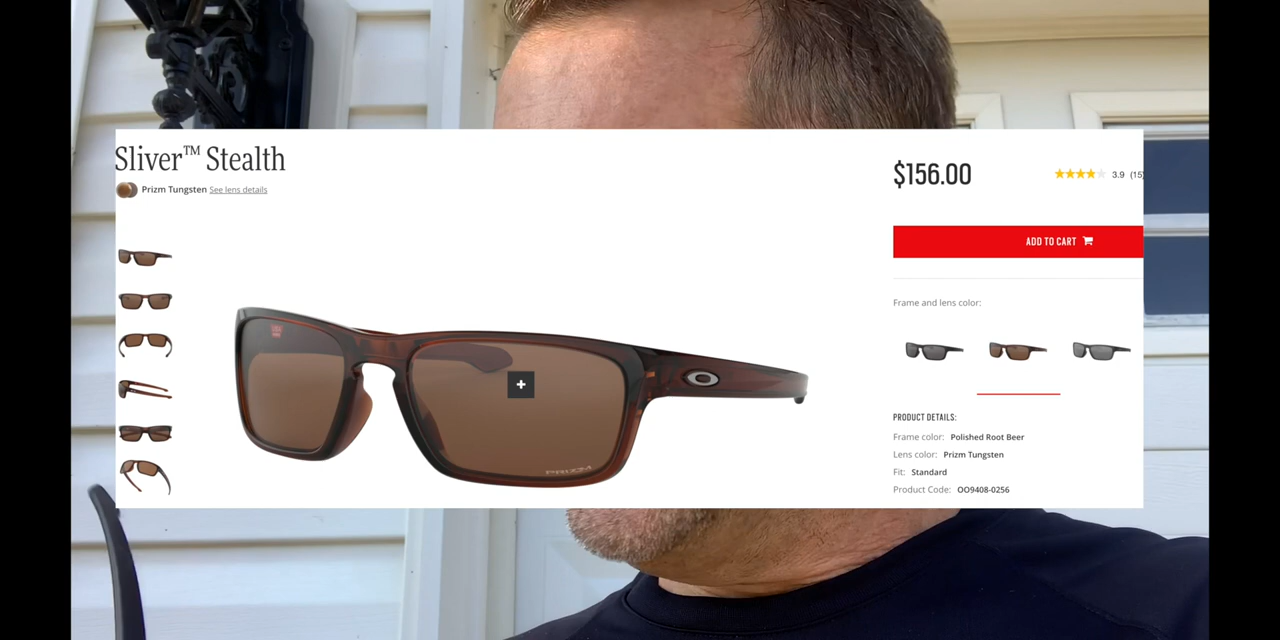 Sliver™ Stealth
Prizm Tungsten See lens details
$156.00
3.9 (15)
ADD TO CART
Frame and lens color:
PRODUCT DETAILS:
Frame color: Polished Root Beer
Lens color: Prizm Tungsten
Fit: Standard
Product Code: OO9408-0256
PRIZM